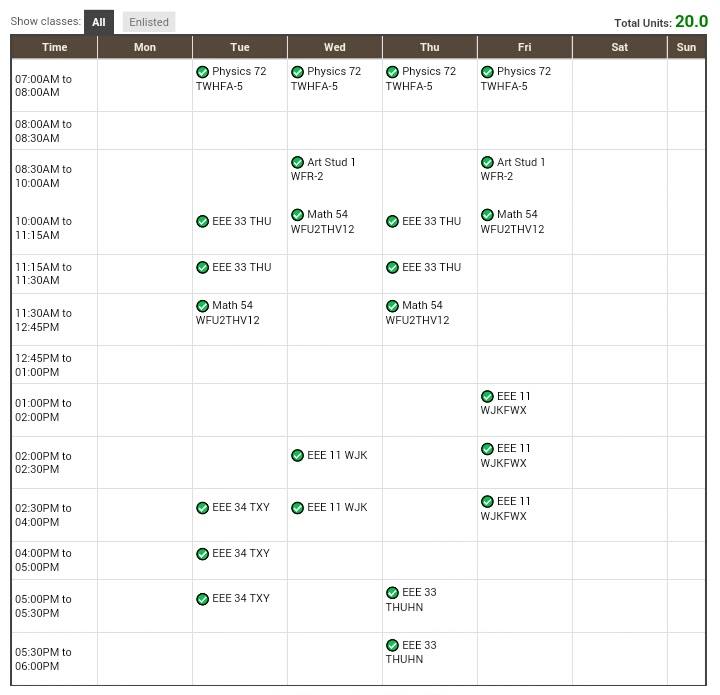 Show classes: All Enlisted Total Units: 20.0
Time Mon Tue Wed Thu Fri Sat Sun
07:00AM to Physics 72 Physics 72 Physics 72 Physics 72
08:00AM TWHFA-5 TWHFA-5 TWHFA-5 TWHFA-5
08:00AM to
08:30AM
08:30AM to Art Stud 1 Art Stud 1
10:00AM WFR-2 WFR-2
10:00AM to EEE 33 THU Math 54 EEE 33 THU Math 54
11:15AM WFU2THV12 WFU2THV12
11:15AM to EEE 33 THU EEE 33 THU
11:30AM
11:30AM to Math 54 Math 54
12:45PM WFU2THV12 WFU2THV12
12:45PM to
01:00PM
01:00PM to EEE 11
02:00PM WJKFWX
02:00PM to EEE 11 WJK EEE 11
02:30PM WJKFWX
02:30PM to EEE 34 TXY EEE 11 WJK EEE 11
04:00PM WJKFWX
04:00PM to EEE 34 TXY
05:00PM
05:00PM to EEE 34 TXY EEE 33
05:30PM THUHN
05:30PM to EEE 33
06:00PM THUHN